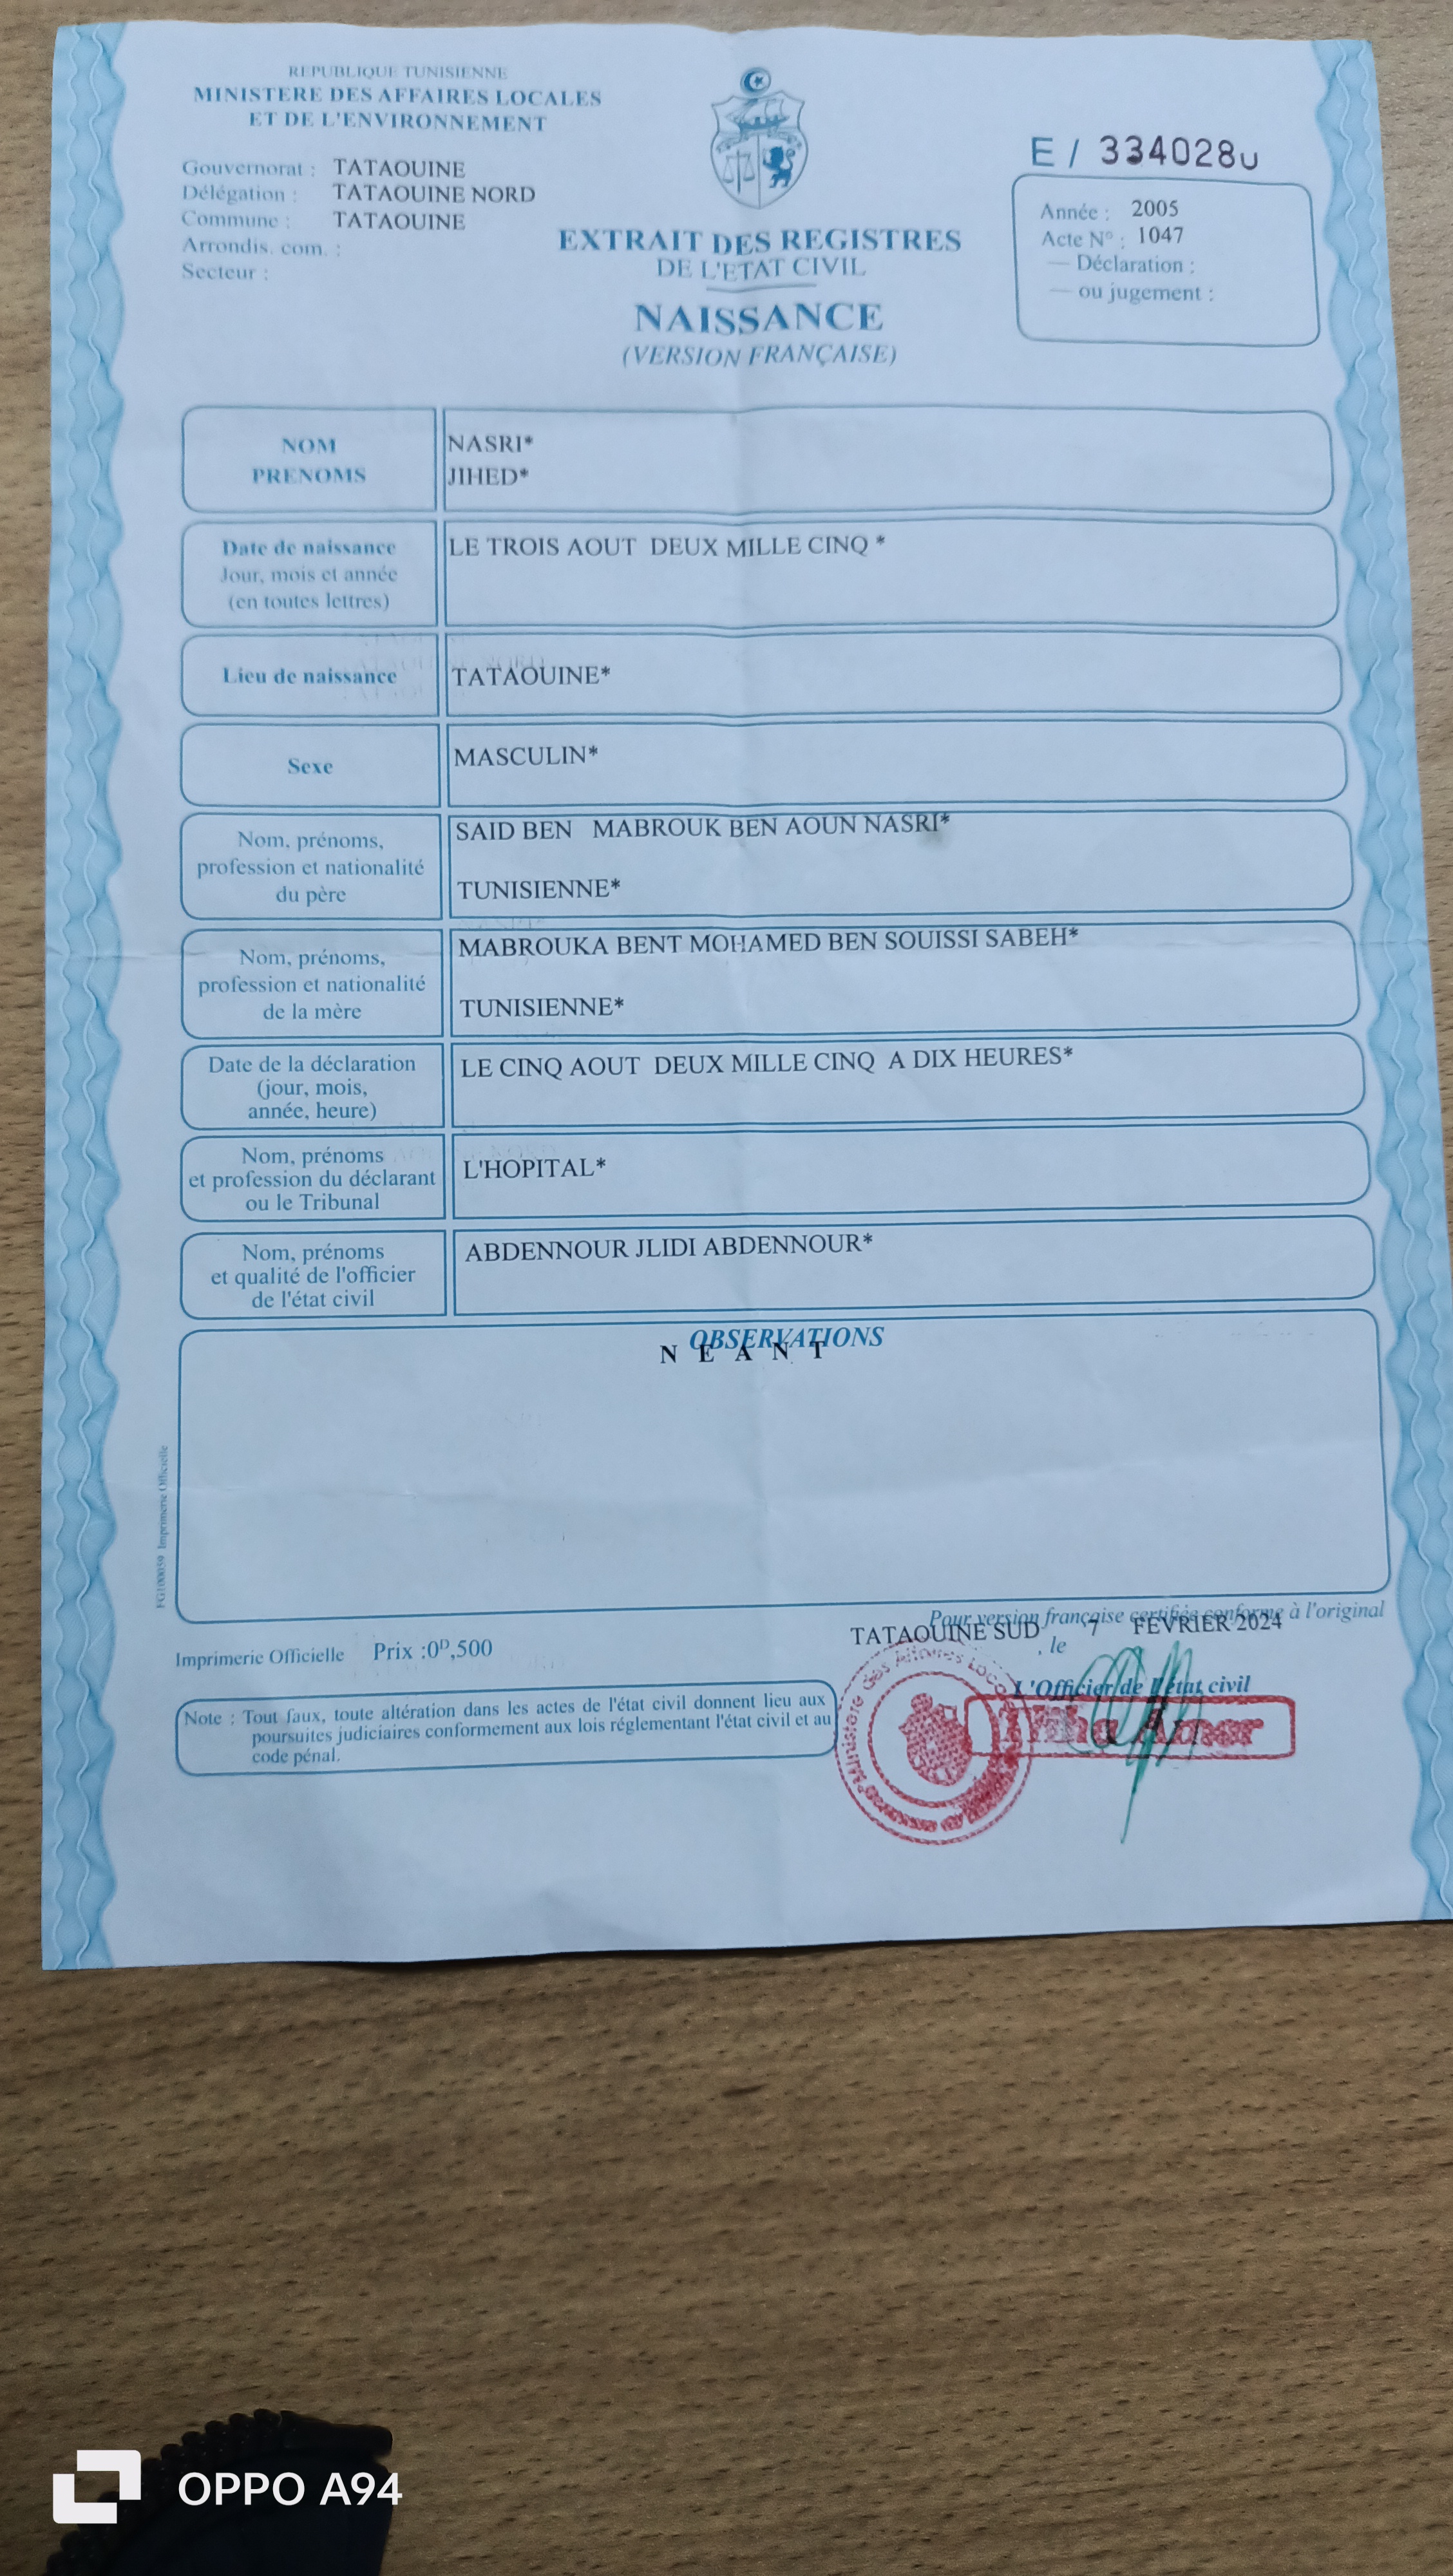 REPUBLIQUE TUNISIENNE
MINISTERE DES AFFAIRES LOCALES
ET DE L'ENVIRONNEMENT
Gouvernorat : TATAOUINE
Délégation : TATAOUINE NORD
Commune : TATAOUINE
Arrondis. com. :
Secteur :
EXTRAIT DES REGISTRES
DE L'ETAT CIVIL
NAISSANCE
(VERSION FRANÇAISE)
E / 334028u
Année : 2005
Acte N° : 1047
— Déclaration :
— ou jugement :
NOM NASRI*
PRENOMS JIHED*
Date de naissance LE TROIS AOUT DEUX MILLE CINQ *
Jour, mois et année
(en toutes lettres)
Lieu de naissance TATAOUINE*
Sexe MASCULIN*
Nom, prénoms, SAID BEN MABROUK BEN AOUN NASRI*
profession et nationalité
du père TUNISIENNE*
Nom, prénoms, MABROUKA BENT MOHAMED BEN SOUISSI SABEH*
profession et nationalité
de la mère TUNISIENNE*
Date de la déclaration LE CINQ AOUT DEUX MILLE CINQ A DIX HEURES*
(jour, mois,
année, heure)
Nom, prénoms
et profession du déclarant L'HOPITAL*
ou le Tribunal
Nom, prénoms ABDENNOUR JLIDI ABDENNOUR*
et qualité de l'officier
de l'état civil
OBSERVATIONS
N E A N T
FG100059 Imprimerie Officielle
Pour version française certifiée conforme à l'original
TATAOUINE SUD , le 7 FEVRIER 2024
Imprimerie Officielle Prix :0ᴰ,500
L'Officier de l'état civil
Note : Tout faux, toute altération dans les actes de l'état civil donnent lieu aux
poursuites judiciaires conformement aux lois réglementant l'état civil et au
code pénal.
Ministère des Affaires Loc
Amor
OPPO A94